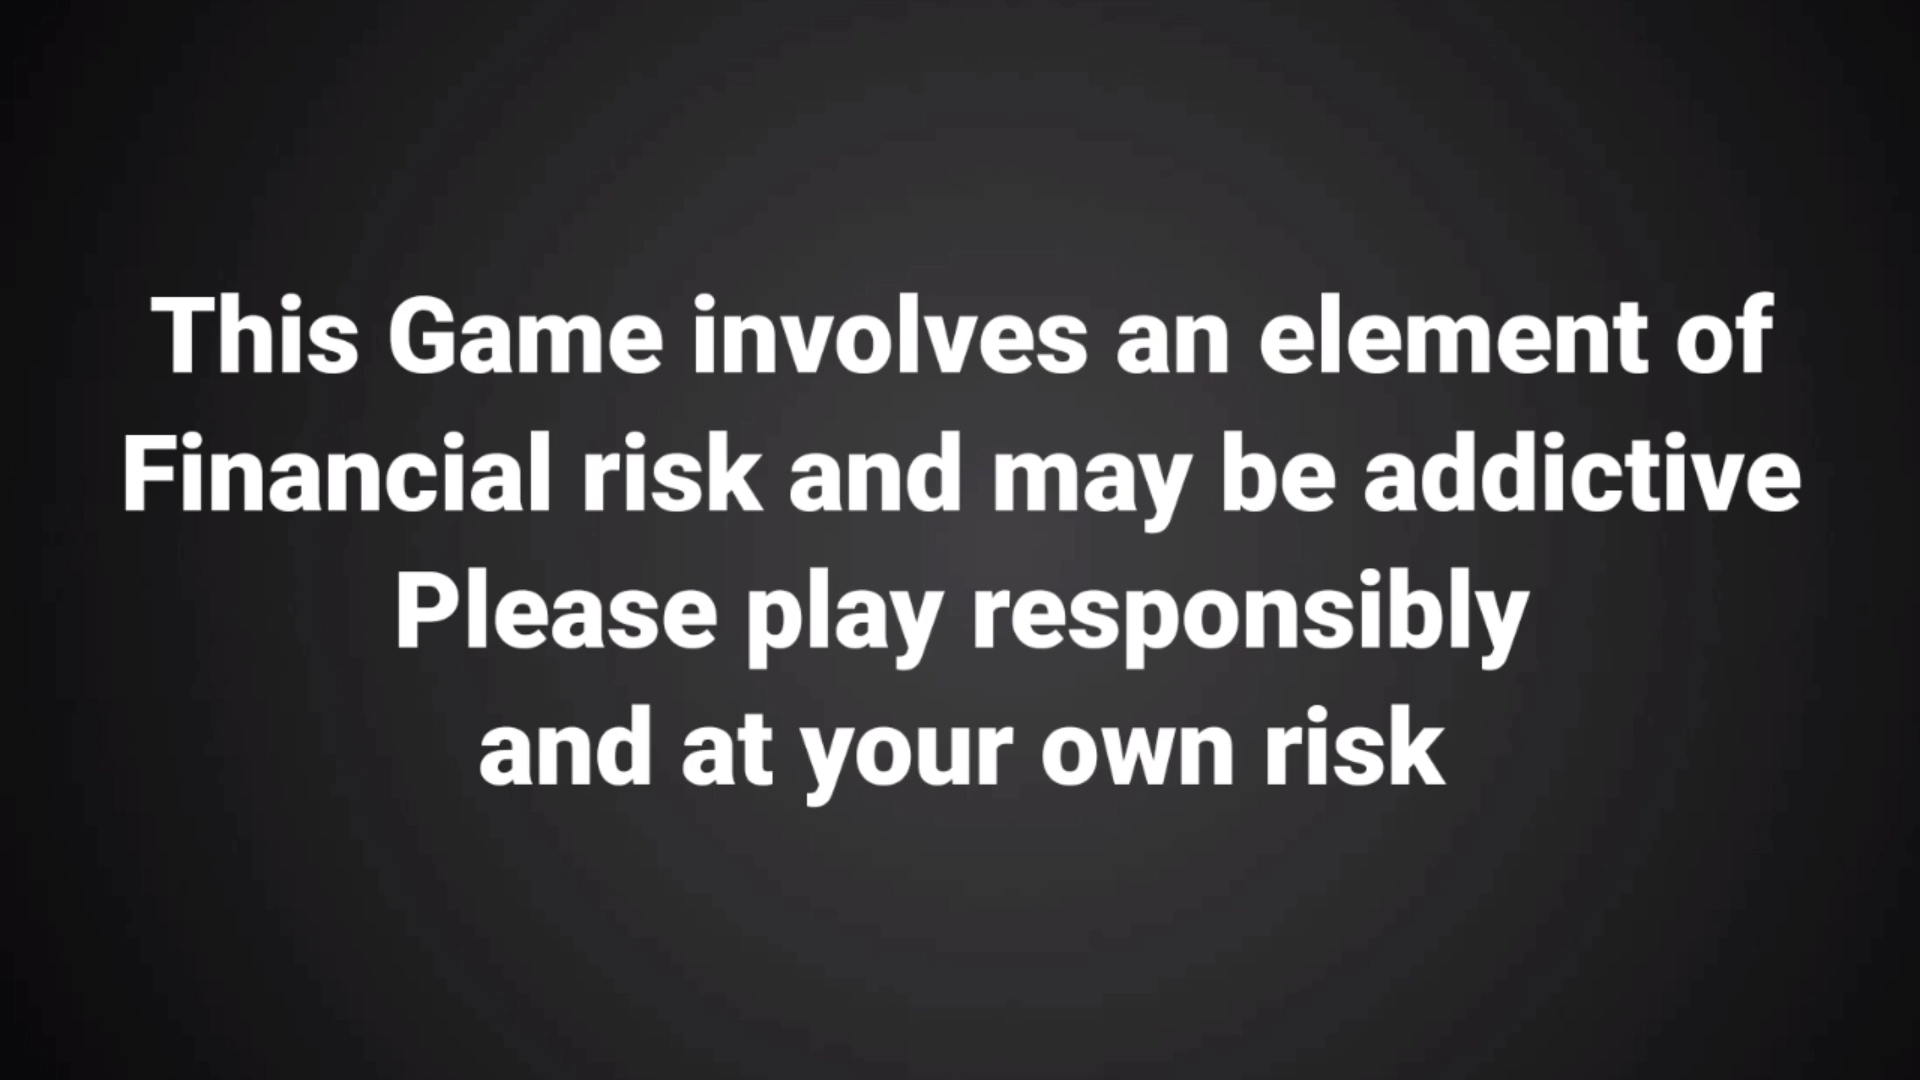 This Game involves an element of
Financial risk and may be addictive
Please play responsibly
and at your own risk